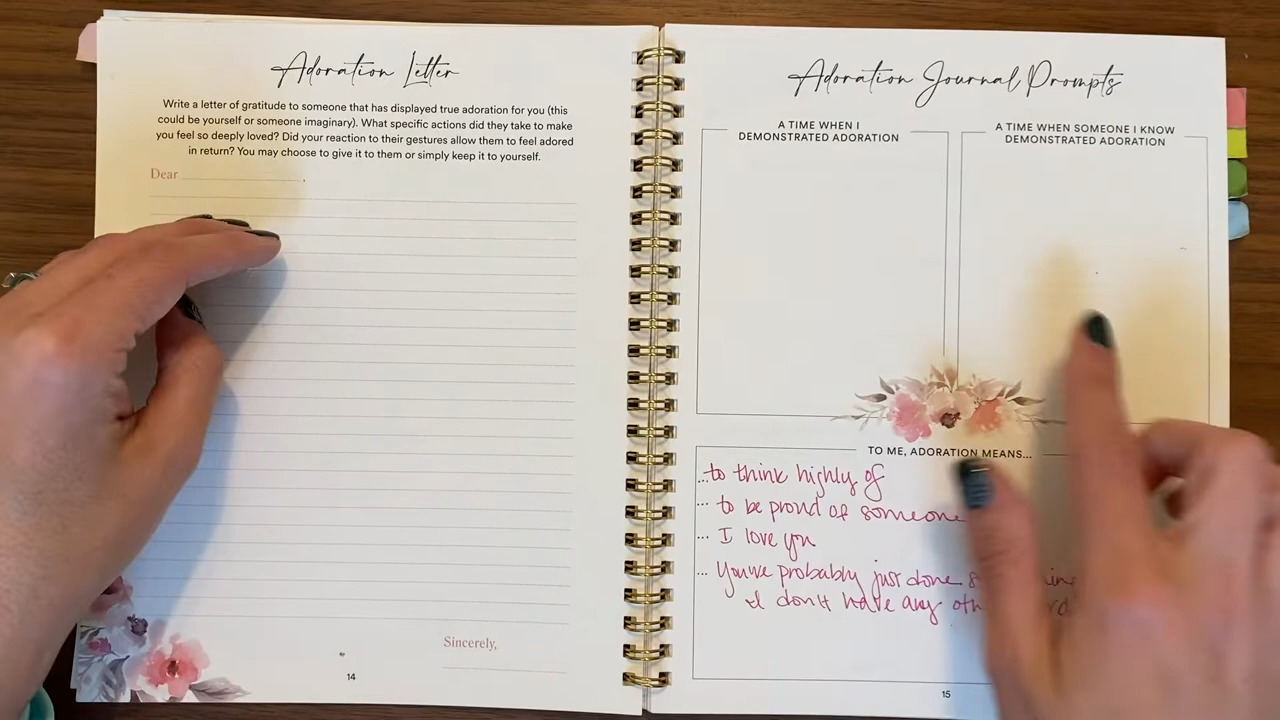 Adoration Letter
Write a letter of gratitude to someone that has displayed true adoration for you (this
could be yourself or someone imaginary). What specific actions did they take to make
you feel so deeply loved? Did your reaction to their gestures allow them to feel adored
in return? You may choose to give it to them or simply keep it to yourself.
Dear
Sincerely,
14
Adoration Journal Prompts
A TIME WHEN I
DEMONSTRATED ADORATION
A TIME WHEN SOMEONE I KNOW
DEMONSTRATED ADORATION
TO ME, ADORATION MEANS...
...to think highly of
... to be proud of someone
... I love you
... You've probably just done
I don't have any
15